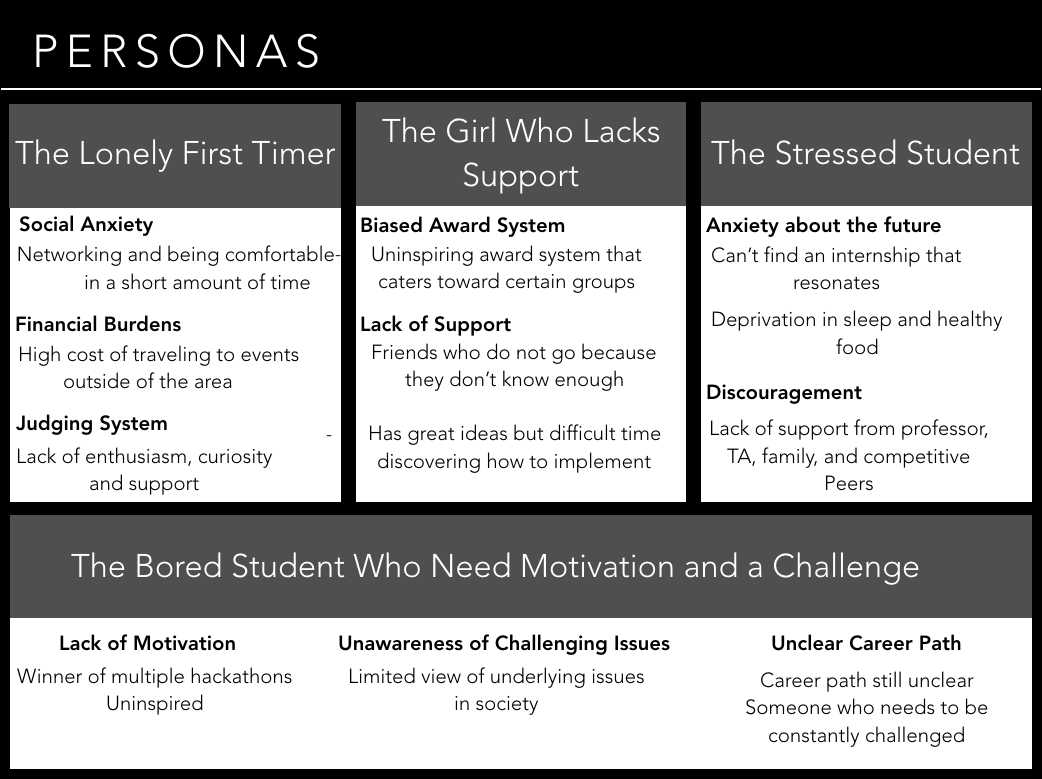 PERSONAS
The Lonely First Timer
Social Anxiety
Networking and being comfortable-
in a short amount of time
Financial Burdens
High cost of traveling to events
outside of the area
Judging System
-
Lack of enthusiasm, curiosity
and support
The Girl Who Lacks
Support
Biased Award System
Uninspiring award system that
caters toward certain groups
Lack of Support
Friends who do not go because
they don’t know enough
Has great ideas but difficult time
discovering how to implement
The Stressed Student
Anxiety about the future
Can’t find an internship that
resonates
Deprivation in sleep and healthy
food
Discouragement
Lack of support from professor,
TA, family, and competitive
Peers
The Bored Student Who Need Motivation and a Challenge
Lack of Motivation
Winner of multiple hackathons
Uninspired
Unawareness of Challenging Issues
Limited view of underlying issues
in society
Unclear Career Path
Career path still unclear
Someone who needs to be
constantly challenged